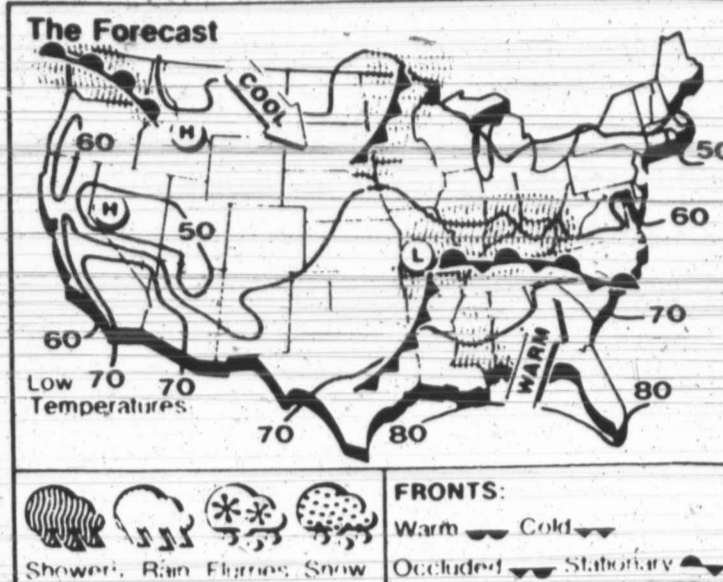 The Forecast
COOL
H
60
50
H
60
50
L
70
WARM
60
Low 70 70
Temperatures
80
70 80
FRONTS:
Warm Cold
Showers Rain Flurries Snow
Occluded Stationary